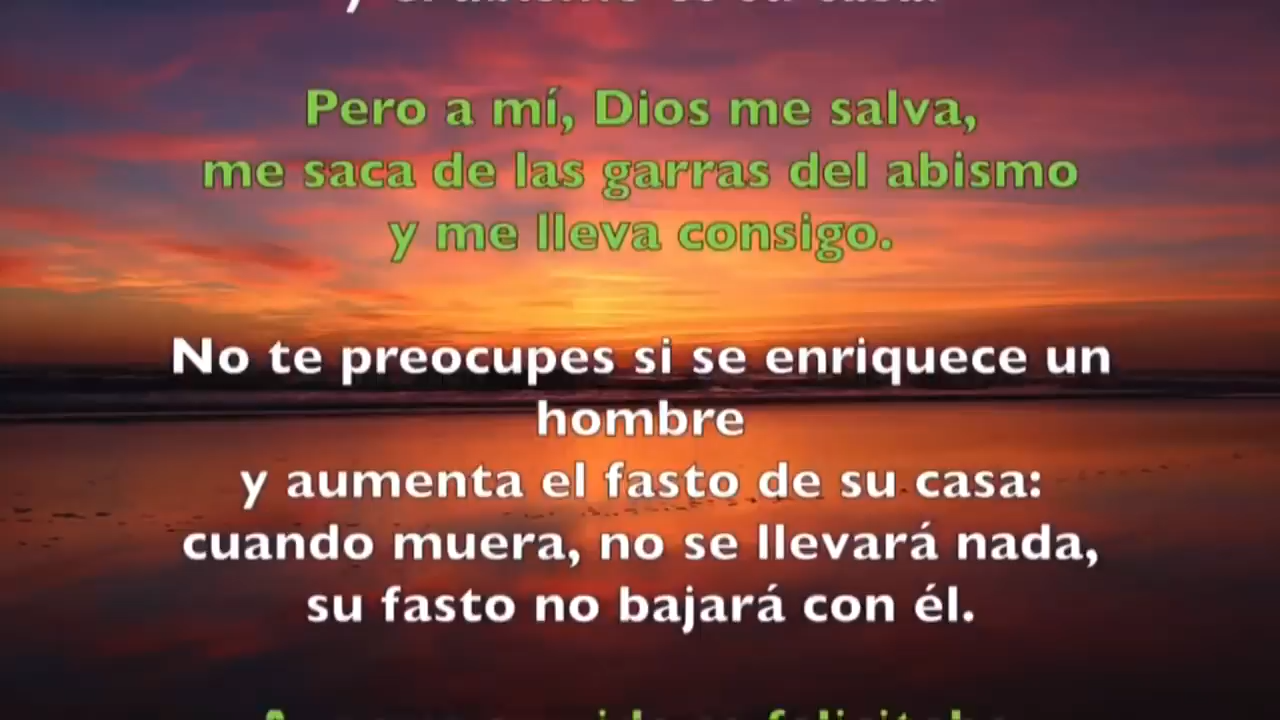 Pero a mí, Dios me salva,
me saca de las garras del abismo
y me lleva consigo.
No te preocupes si se enriquece un
hombre
y aumenta el fasto de su casa:
cuando muera, no se llevará nada,
su fasto no bajará con él.